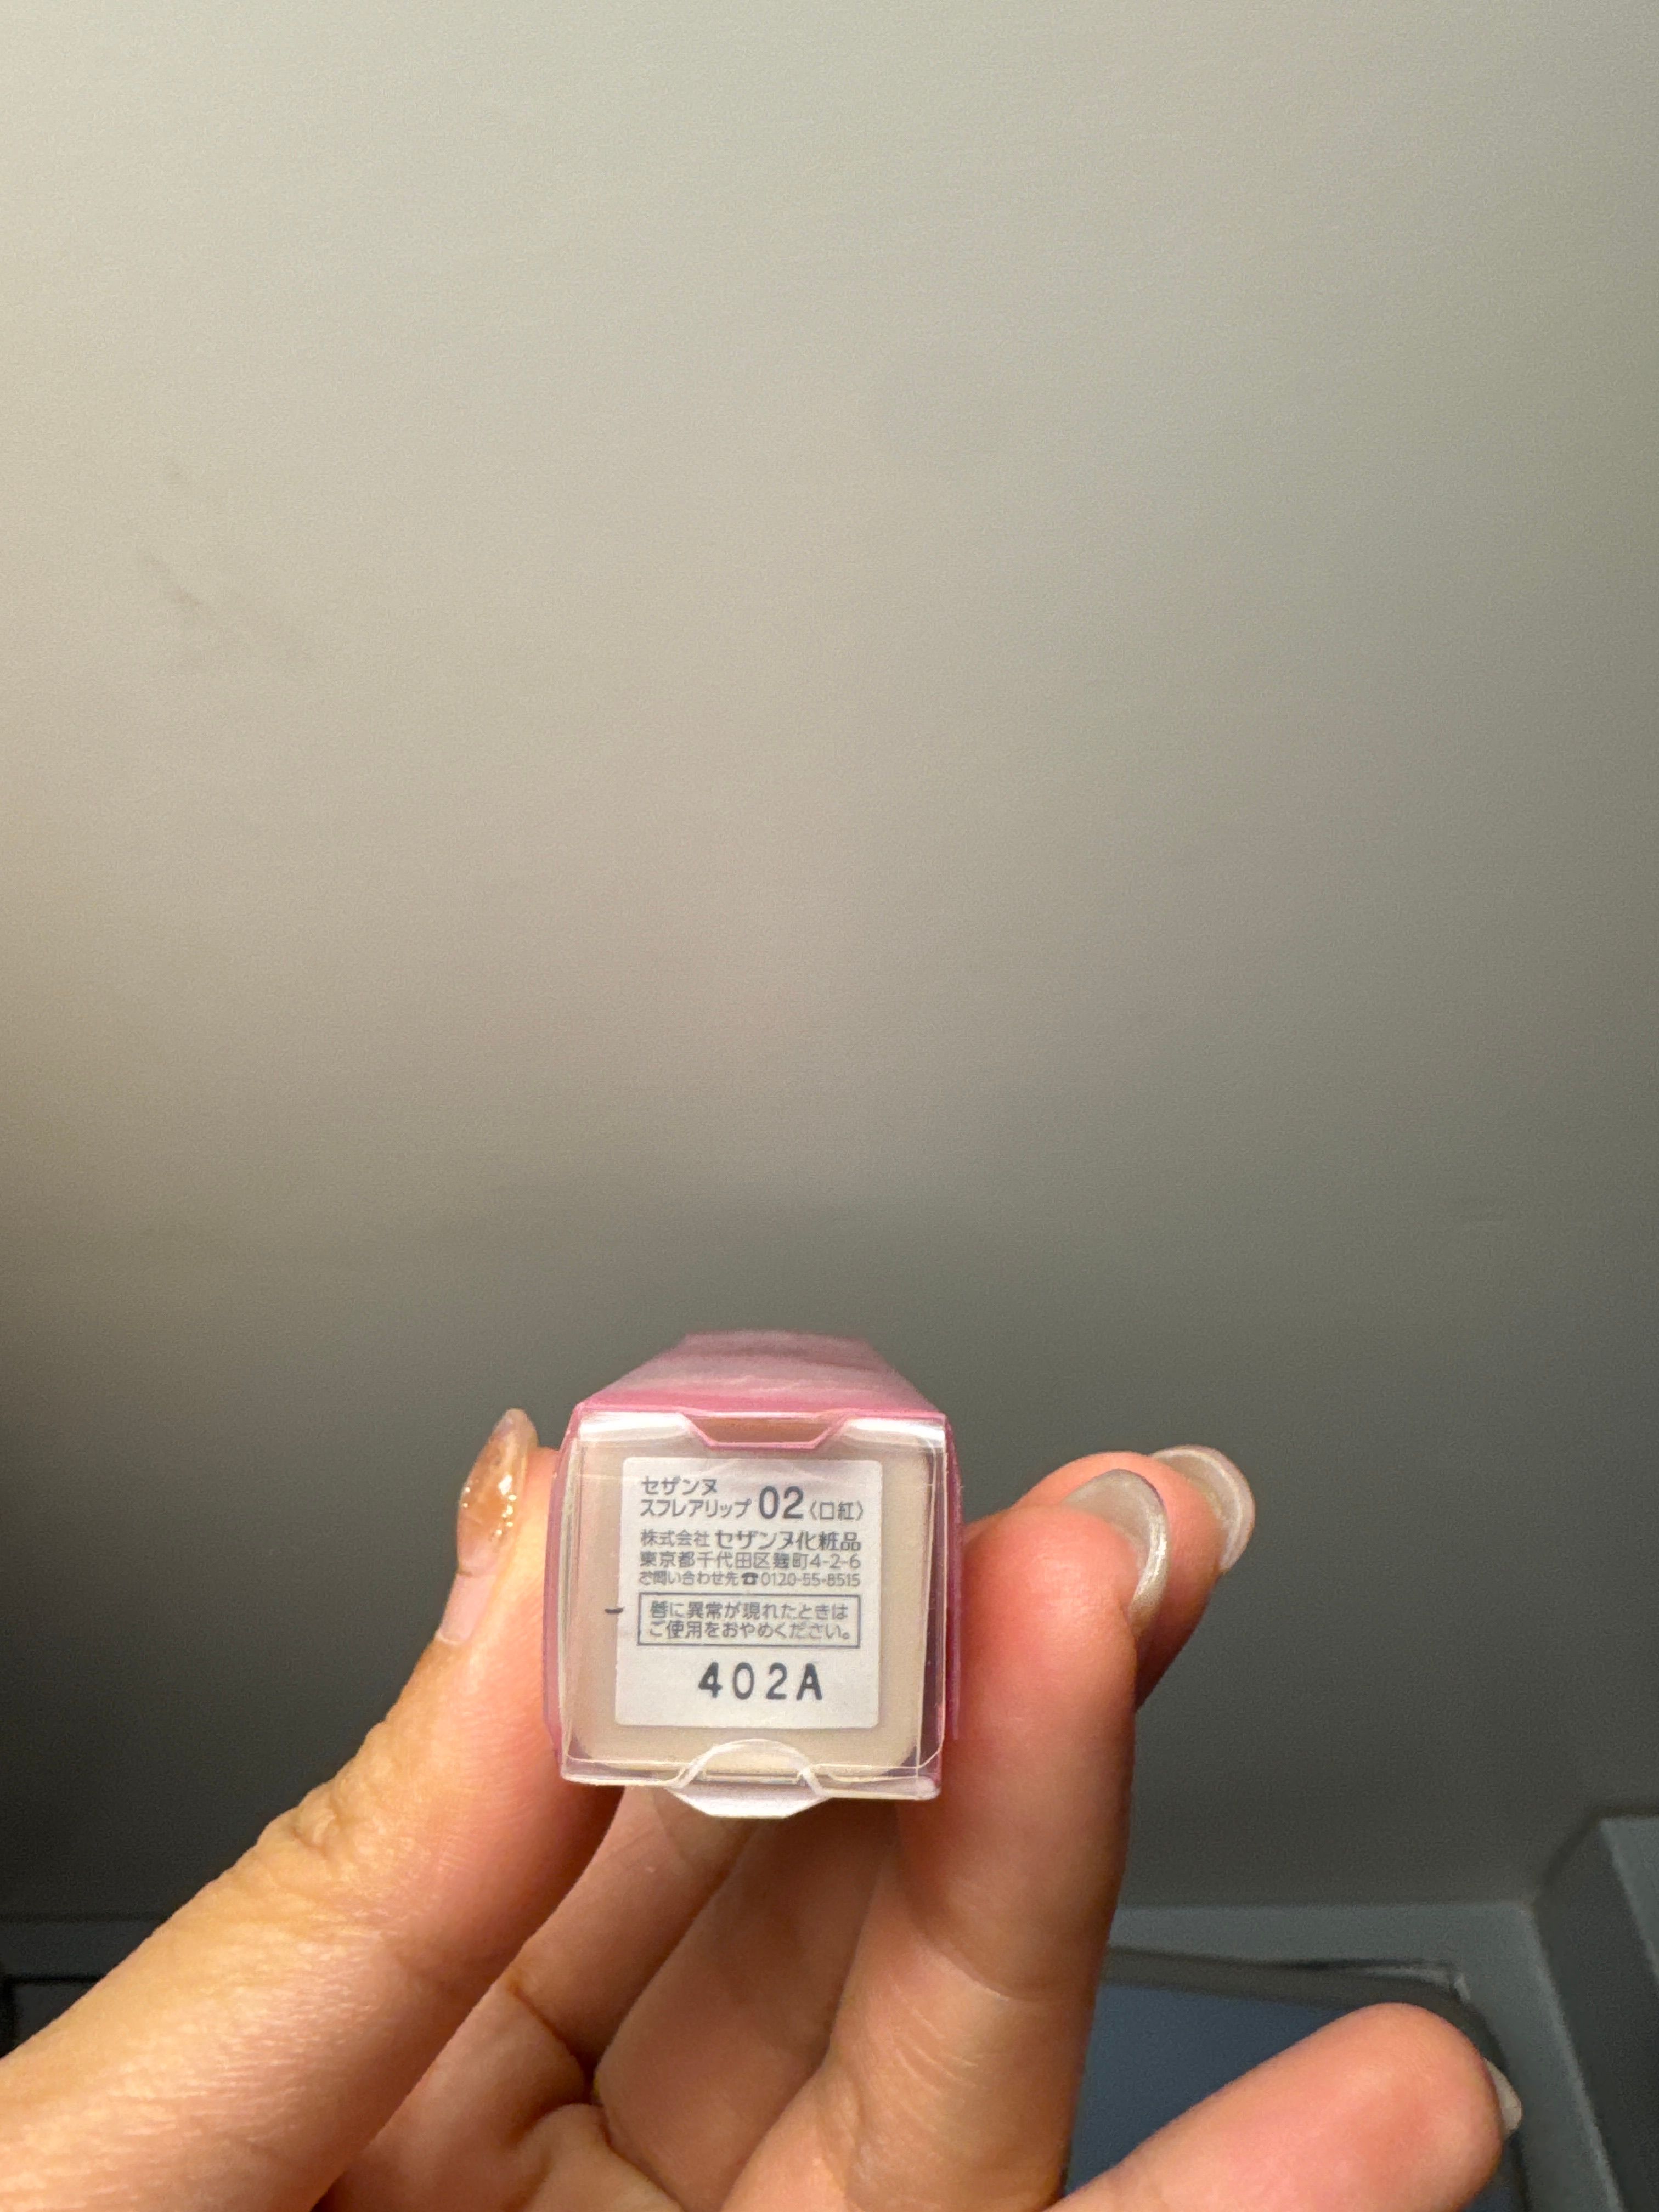 セザンヌ
スフレアリップ 02〈口紅〉
株式会社 セザンヌ化粧品
東京都千代田区麹町4-2-6
お問い合わせ先☎0120-55-8515
唇に異常が現れたときは
ご使用をおやめください。
402A